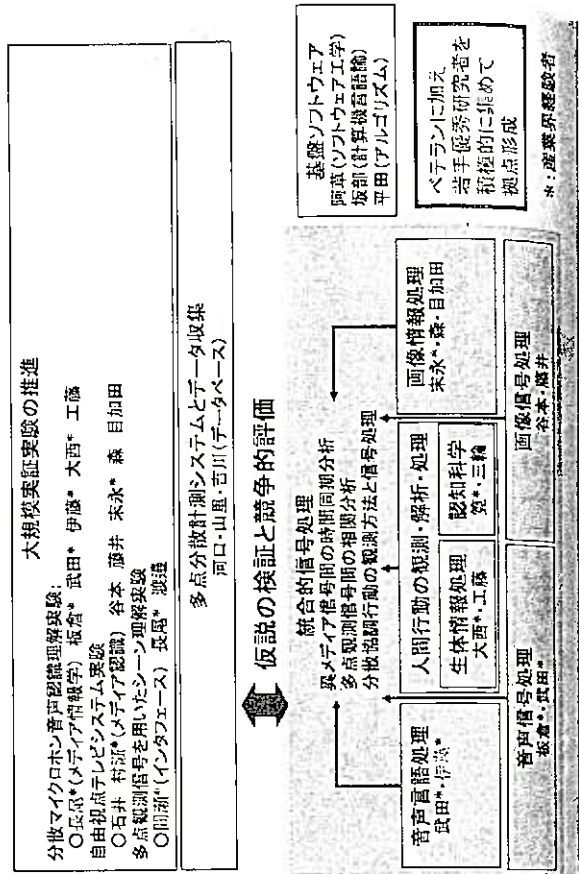 大規模実証実験の推進
分散マイクロホン音声認識理解実験:
○長尾*(メディア情報学) 板倉* 武田* 伊藤* 大西* 工藤
自由視点テレビシステム実験
○石井 村瀬*(メディア認識) 谷本 藤井 末永* 森 目加田
多点観測信号を用いたシーン理解実験
○間瀬*(インタフェース) 長尾* 渡邉
多点分散計測システムとデータ収集
河口・山里・吉川(データベース)
仮説の検証と競争的評価
統合的信号処理
異メディア信号間の時間同期分析
多点観測信号間の相関分析
分散協調行動の観測方法と信号処理
音声言語処理
武田*・伊藤*
人間行動の観測・解析・処理
生体情報処理
大西*・工藤
認知科学
筧*・三輪
画像情報処理
末永*・森・目加田
音声信号処理
板倉*・武田*
画像信号処理
谷本・藤井
基盤ソフトウェア
阿草(ソフトウェア工学)
坂部(計算機言語論)
平田(アルゴリズム)
ベテランに加え
若手優秀研究者を
積極的に集めて
拠点形成
*:産業界経験者